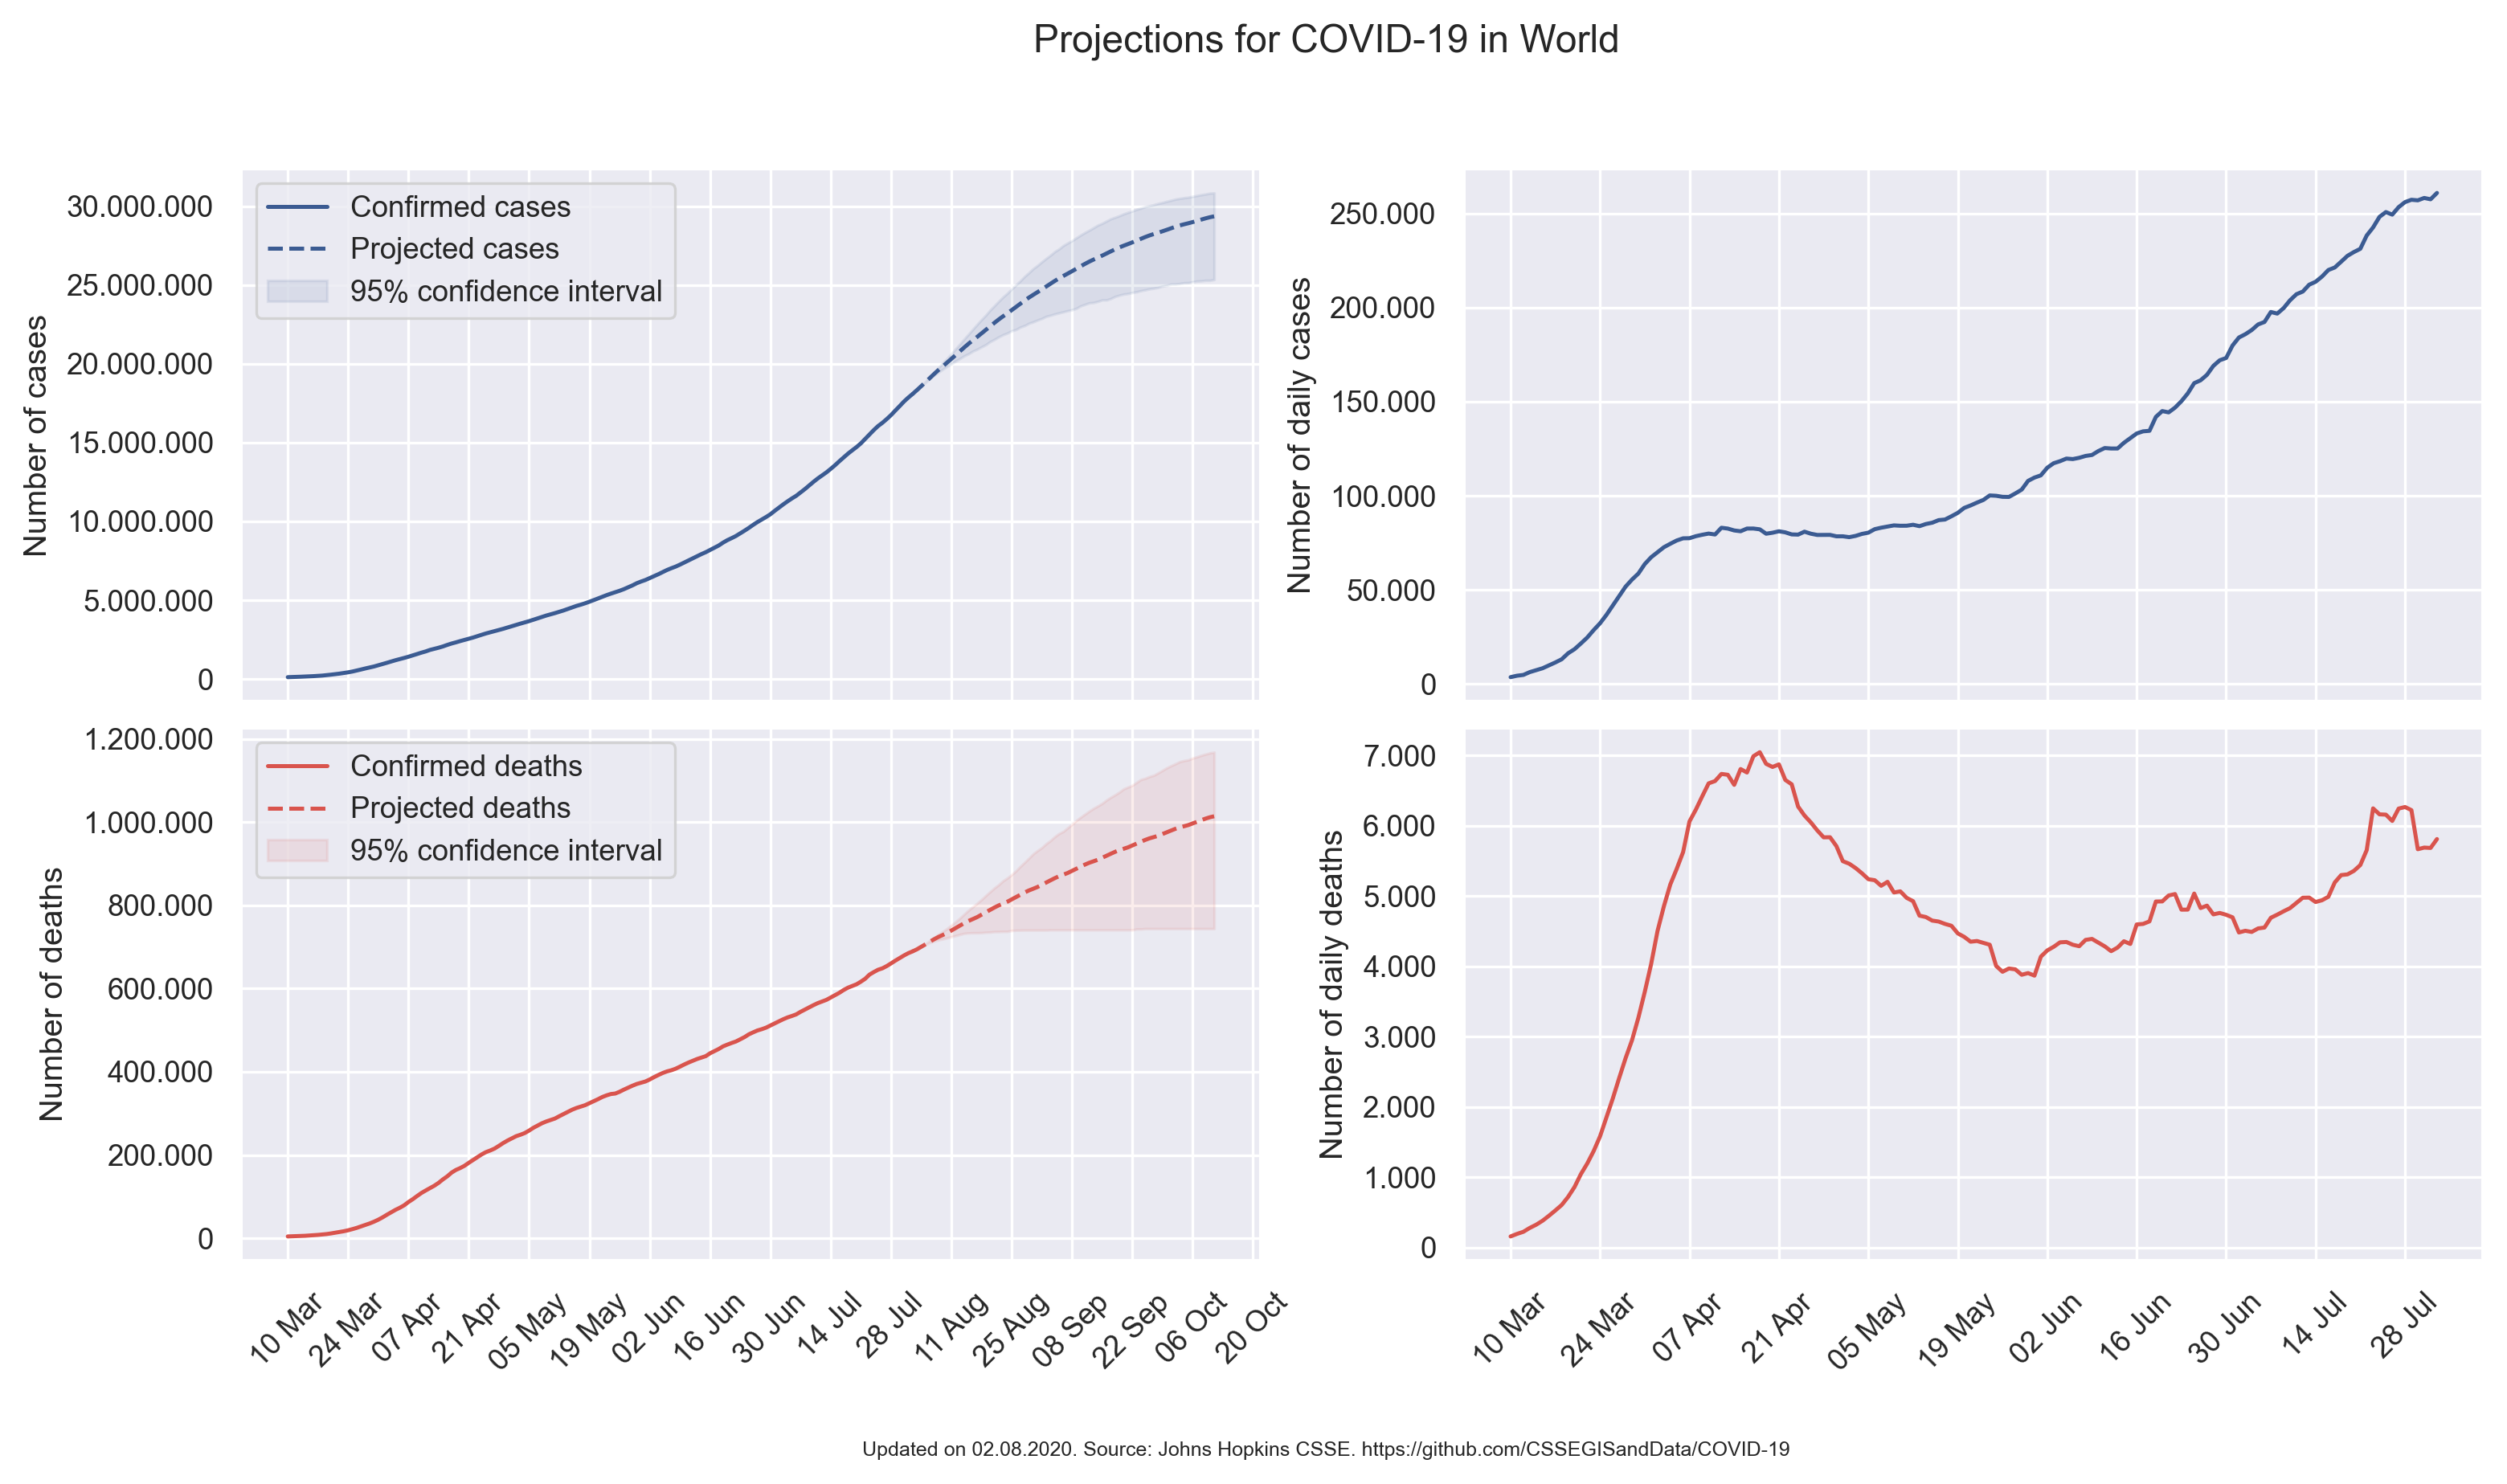 Projections for COVID-19 in World
Number of cases
30.000.000
25.000.000
20.000.000
15.000.000
10.000.000
5.000.000
0
Confirmed cases
Projected cases
95% confidence interval
Number of daily cases
250.000
200.000
150.000
100.000
50.000
0
Number of deaths
1.200.000
1.000.000
800.000
600.000
400.000
200.000
0
Confirmed deaths
Projected deaths
95% confidence interval
10 Mar
24 Mar
07 Apr
21 Apr
05 May
19 May
02 Jun
16 Jun
30 Jun
14 Jul
28 Jul
11 Aug
25 Aug
08 Sep
22 Sep
06 Oct
20 Oct
Number of daily deaths
7.000
6.000
5.000
4.000
3.000
2.000
1.000
0
10 Mar
24 Mar
07 Apr
21 Apr
05 May
19 May
02 Jun
16 Jun
30 Jun
14 Jul
28 Jul
Updated on 02.08.2020. Source: Johns Hopkins CSSE. https://github.com/CSSEGISandData/COVID-19